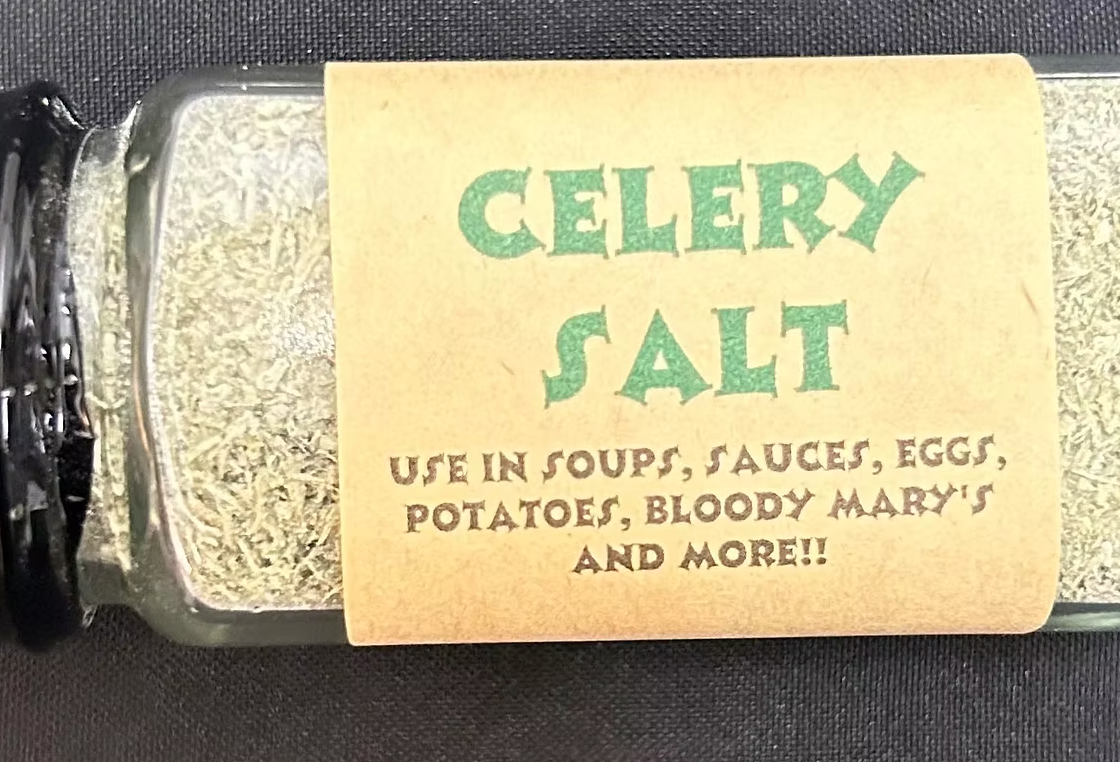 CELERY
SALT
USE IN SOUPS, SAUCES, EGGS,
POTATOES, BLOODY MARY'S
AND MORE!!